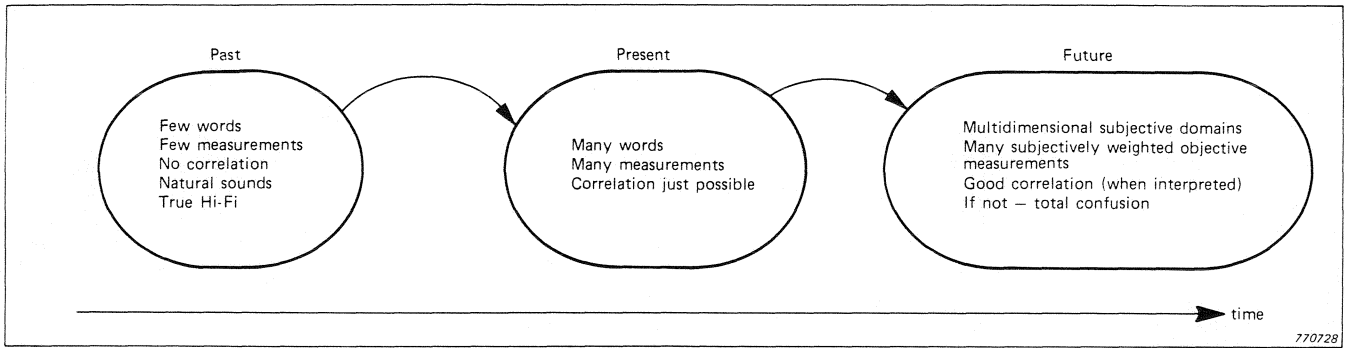 Past
Few words
Few measurements
No correlation
Natural sounds
True Hi-Fi
Present
Many words
Many measurements
Correlation just possible
Future
Multidimensional subjective domains
Many subjectively weighted objective
measurements
Good correlation (when interpreted)
If not — total confusion
time
770728